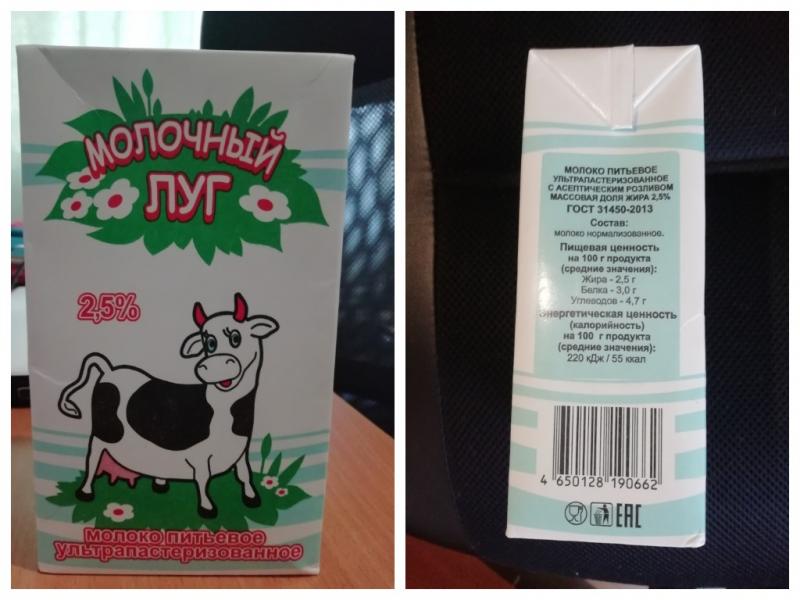 МОЛОЧНЫЙ
ЛУГ
2,5%
МОЛОКО ПИТЬЕВОЕ
УЛЬТРАПАСТЕРИЗОВАННОЕ
МОЛОКО ПИТЬЕВОЕ
УЛЬТРАПАСТЕРИЗОВАННОЕ
С АСЕПТИЧЕСКИМ РОЗЛИВОМ
МАССОВАЯ ДОЛЯ ЖИРА 2,5%
ГОСТ 31450-2013
Состав:
молоко нормализованное.
Пищевая ценность
на 100 г продукта
(средние значения):
Жира - 2,5 г
Белка - 3,0 г
Углеводов - 4,7 г
Энергетическая ценность
(калорийность)
на 100 г продукта
(средние значения):
220 кДж / 55 ккал
4 650128 190662
EAC